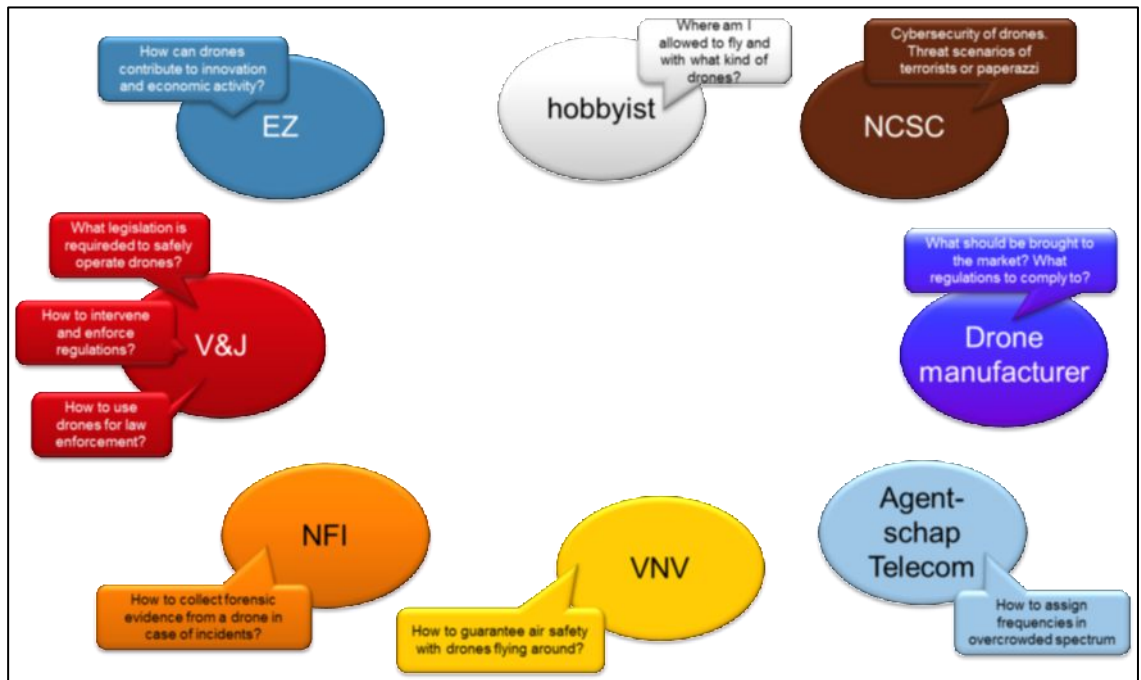 How can drones
contribute to innovation
and economic activity?
EZ
Where am I
allowed to fly and
with what kind of
drones?
hobbyist
Cybersecurity of drones.
Threat scenarios of
terrorists or paperazzi
NCSC
What legislation is
requireded to safely
operate drones?
How to intervene
and enforce
regulations?
V&J
How to use
drones for law
enforcement?
What should be brought to
the market? What
regulations to comply to?
Drone
manufacturer
NFI
How to collect forensic
evidence from a drone in
case of incidents?
VNV
How to guarantee air safety
with drones flying around?
Agent-
schap
Telecom
How to assign
frequencies in
overcrowded spectrum